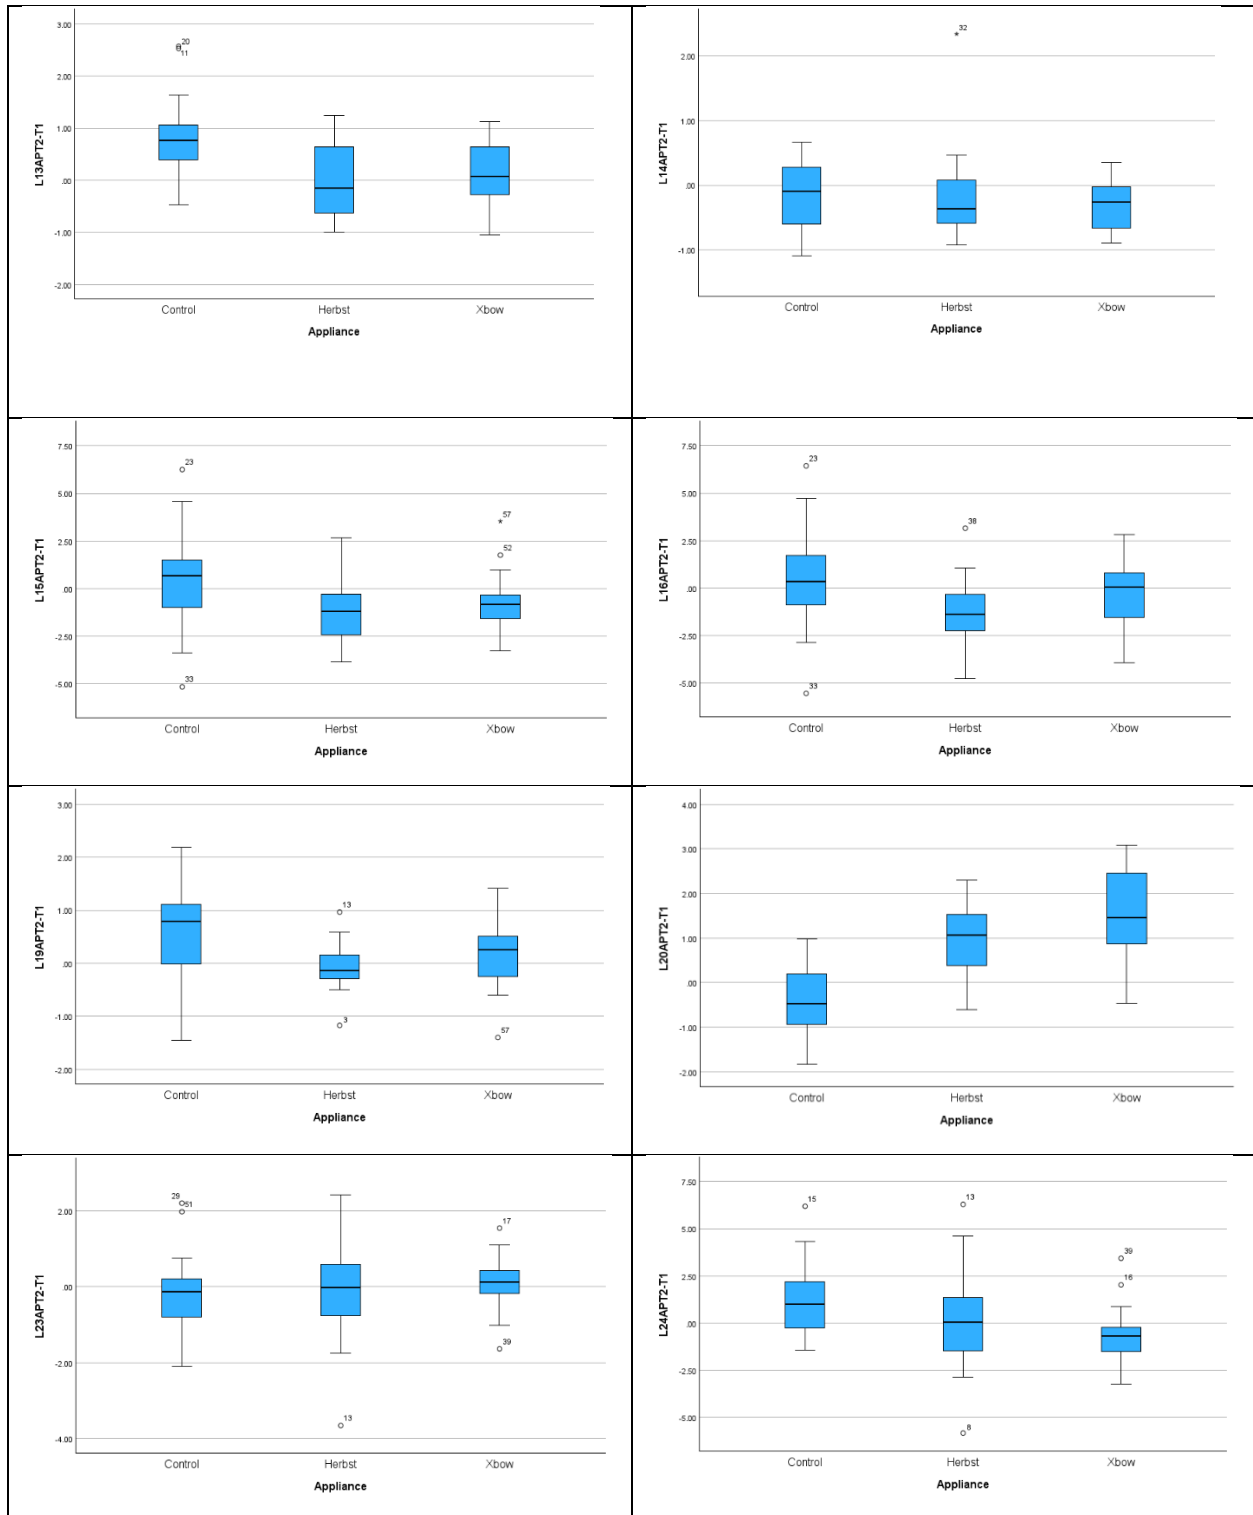 L13APT2-T1
3.00
2.00
1.00
.00
-1.00
-2.00
20
11
Control Herbst Xbow
Appliance
L14APT2-T1
2.00
1.00
.00
-1.00
32
Control Herbst Xbow
Appliance
L15APT2-T1
7.50
5.00
2.50
.00
-2.50
-5.00
23
33
57
52
Control Herbst Xbow
Appliance
L16APT2-T1
7.50
5.00
2.50
.00
-2.50
-5.00
23
33
38
Control Herbst Xbow
Appliance
L19APT2-T1
3.00
2.00
1.00
.00
-1.00
-2.00
13
3
57
Control Herbst Xbow
Appliance
L20APT2-T1
4.00
3.00
2.00
1.00
.00
-1.00
-2.00
Control Herbst Xbow
Appliance
L23APT2-T1
2.00
.00
-2.00
-4.00
29
51
13
17
39
Control Herbst Xbow
Appliance
L24APT2-T1
7.50
5.00
2.50
.00
-2.50
-5.00
15
13
8
39
16
Control Herbst Xbow
Appliance